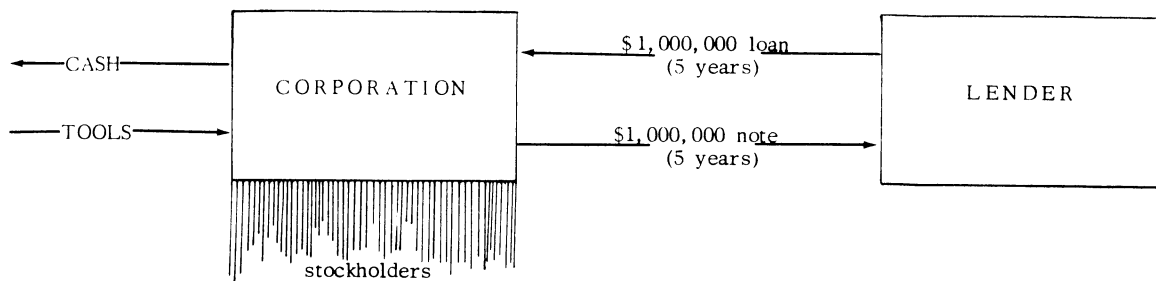 $1,000,000 loan
(5 years)
CASH
CORPORATION
LENDER
TOOLS
$1,000,000 note
(5 years)
stockholders